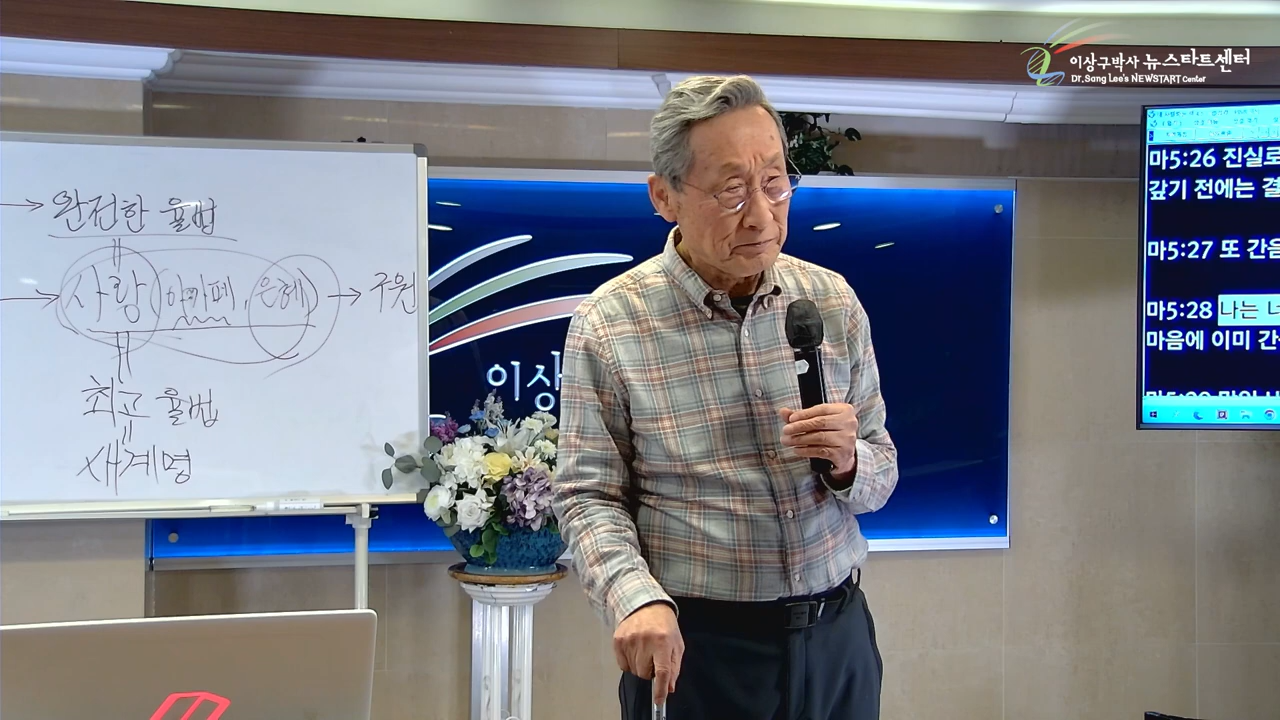 이상구박사 뉴스타트센터
Dr. Sang Lee's NEWSTART Center
→ 완전한 율법
=
→ 사랑 (아가페, 은혜) → 구원
=
최고 율법
=
새계명
이상
마5:26 진실로
갚기 전에는 결
마5:27 또 간음
마5:28 나는 너
마음에 이미 간